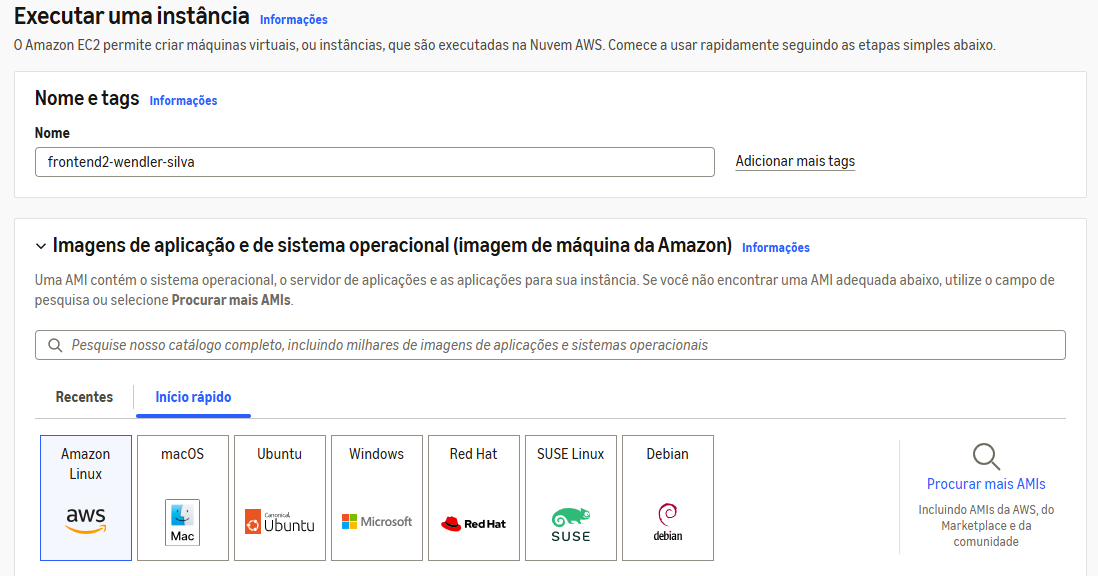 Executar uma instância Informações
O Amazon EC2 permite criar máquinas virtuais, ou instâncias, que são executadas na Nuvem AWS. Comece a usar rapidamente seguindo as etapas simples abaixo.
Nome e tags Informações
Nome
frontend2-wendler-silva
Adicionar mais tags
Imagens de aplicação e de sistema operacional (imagem de máquina da Amazon) Informações
Uma AMI contém o sistema operacional, o servidor de aplicações e as aplicações para sua instância. Se você não encontrar uma AMI adequada abaixo, utilize o campo de
pesquisa ou selecione Procurar mais AMIs.
Pesquise nosso catálogo completo, incluindo milhares de imagens de aplicações e sistemas operacionais
Recentes
Início rápido
Amazon
Linux
aws
macOS
Mac
Ubuntu
Canonical
Ubuntu
Windows
Microsoft
Red Hat
Red Hat
SUSE Linux
SUSE
Debian
debian
Procurar mais AMIs
Incluindo AMIs da AWS, do
Marketplace e da
comunidade